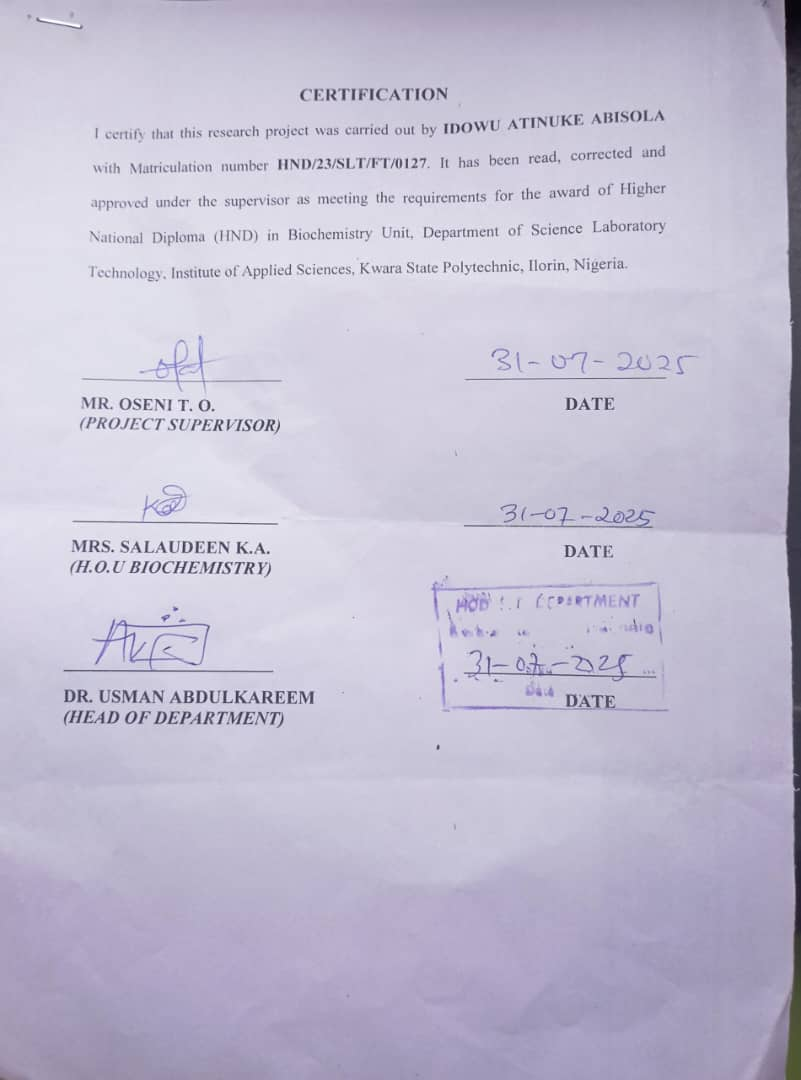 CERTIFICATION
I certify that this research project was carried out by IDOWU ATINUKE ABISOLA
with Matriculation number HND/23/SLT/FT/0127. It has been read, corrected and
approved under the supervisor as meeting the requirements for the award of Higher
National Diploma (HND) in Biochemistry Unit, Department of Science Laboratory
Technology, Institute of Applied Sciences, Kwara State Polytechnic, Ilorin, Nigeria.
31-07-2025
MR. OSENI T. O.
DATE
(PROJECT SUPERVISOR)
31-07-2025
MRS. SALAUDEEN K.A.
DATE
(H.O.U BIOCHEMISTRY)
HOD DEPARTMENT
31-07-2025
DR. USMAN ABDULKAREEM
DATE
(HEAD OF DEPARTMENT)